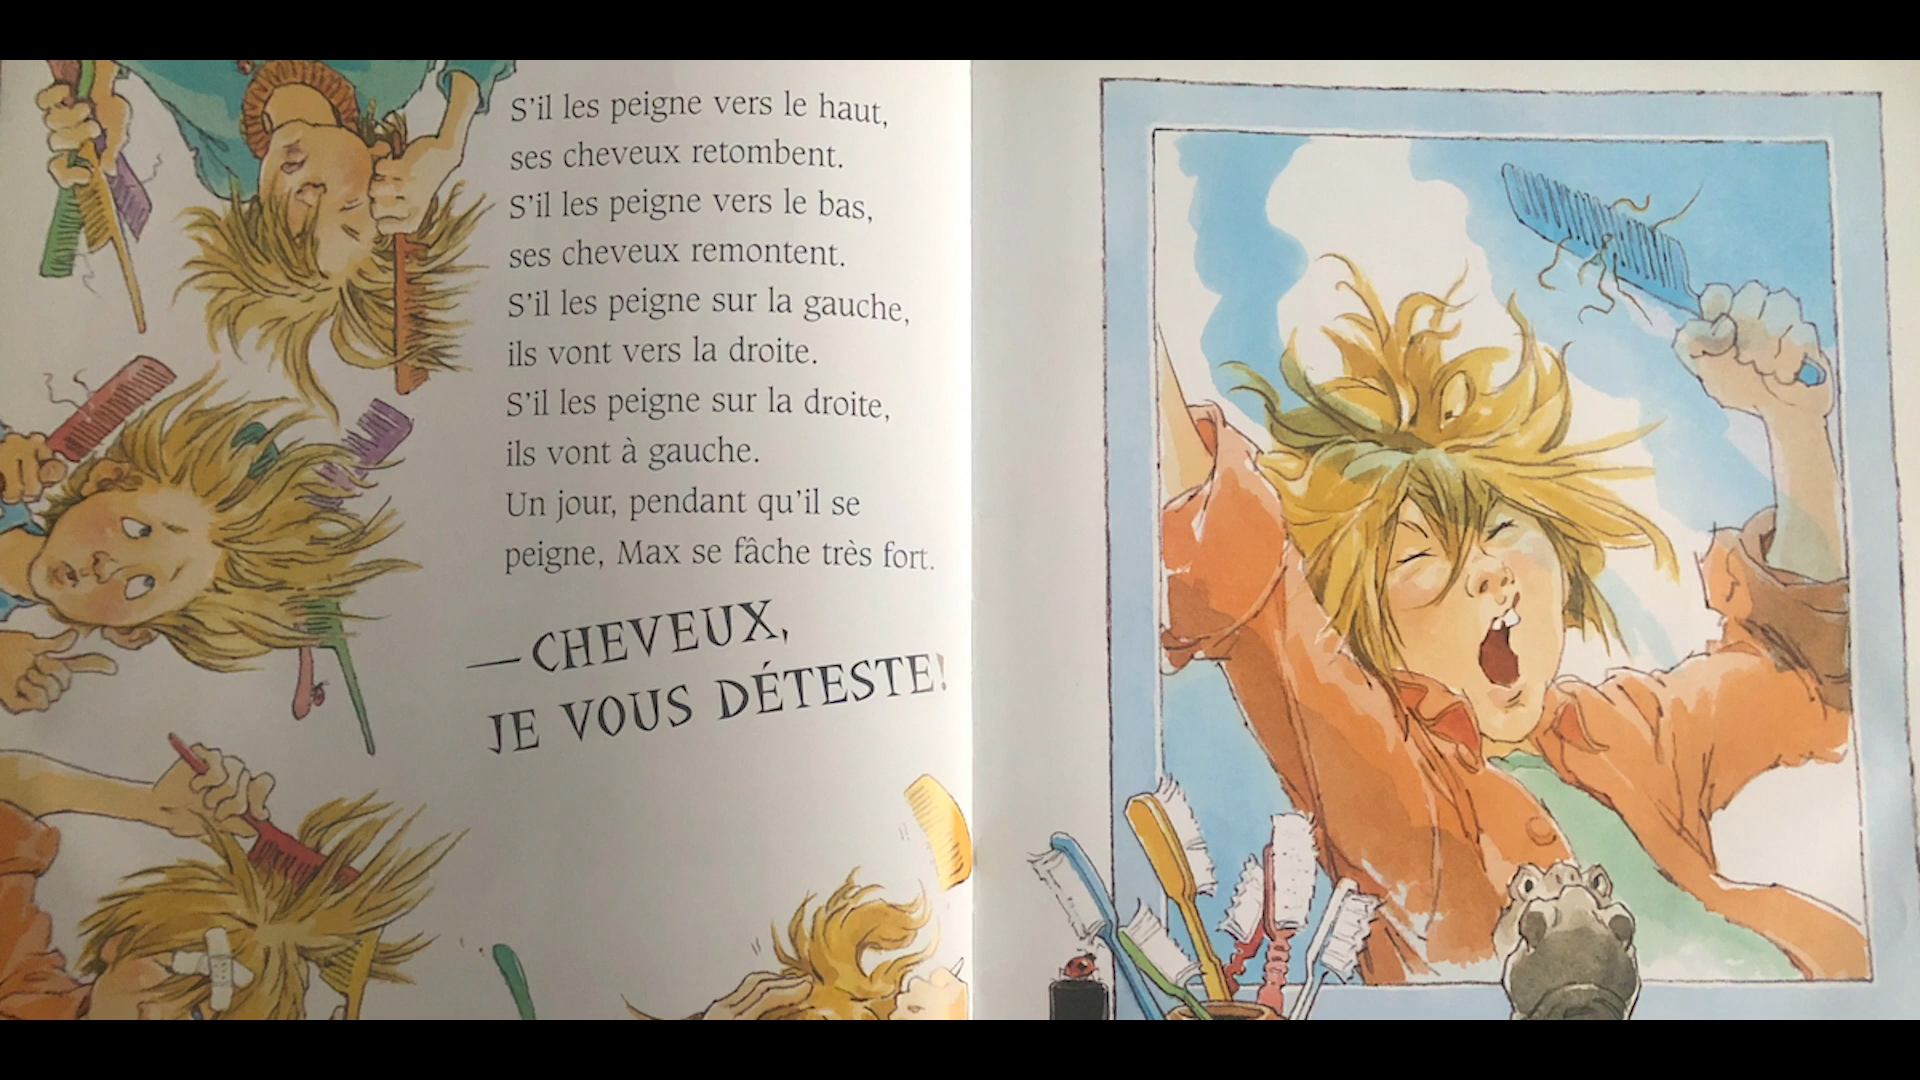 S'il les peigne vers le haut,
ses cheveux retombent.
S'il les peigne vers le bas,
ses cheveux remontent.
S'il les peigne sur la gauche,
ils vont vers la droite.
S'il les peigne sur la droite,
ils vont à gauche.
Un jour, pendant qu'il se
peigne, Max se fâche très fort.
— CHEVEUX,
JE VOUS DÉTESTE!